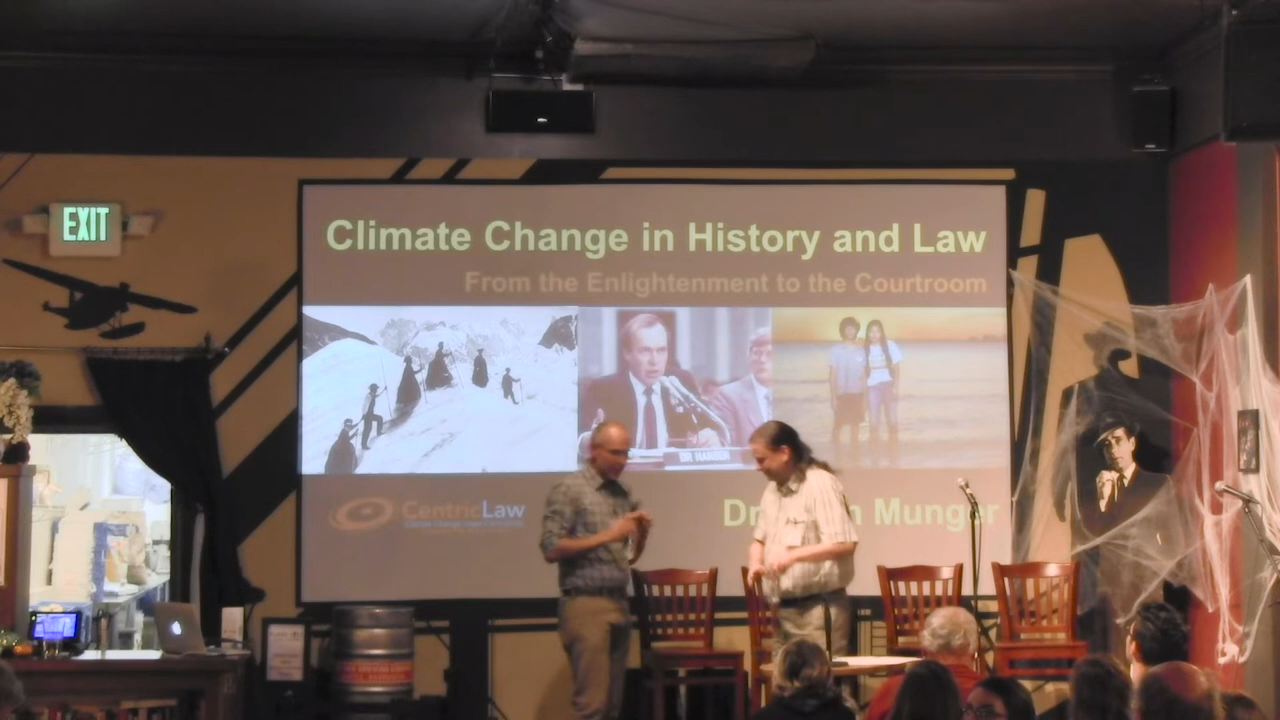 EXIT
Climate Change in History and Law
From the Enlightenment to the Courtroom
DR HANSEN
CentricLaw
Munger